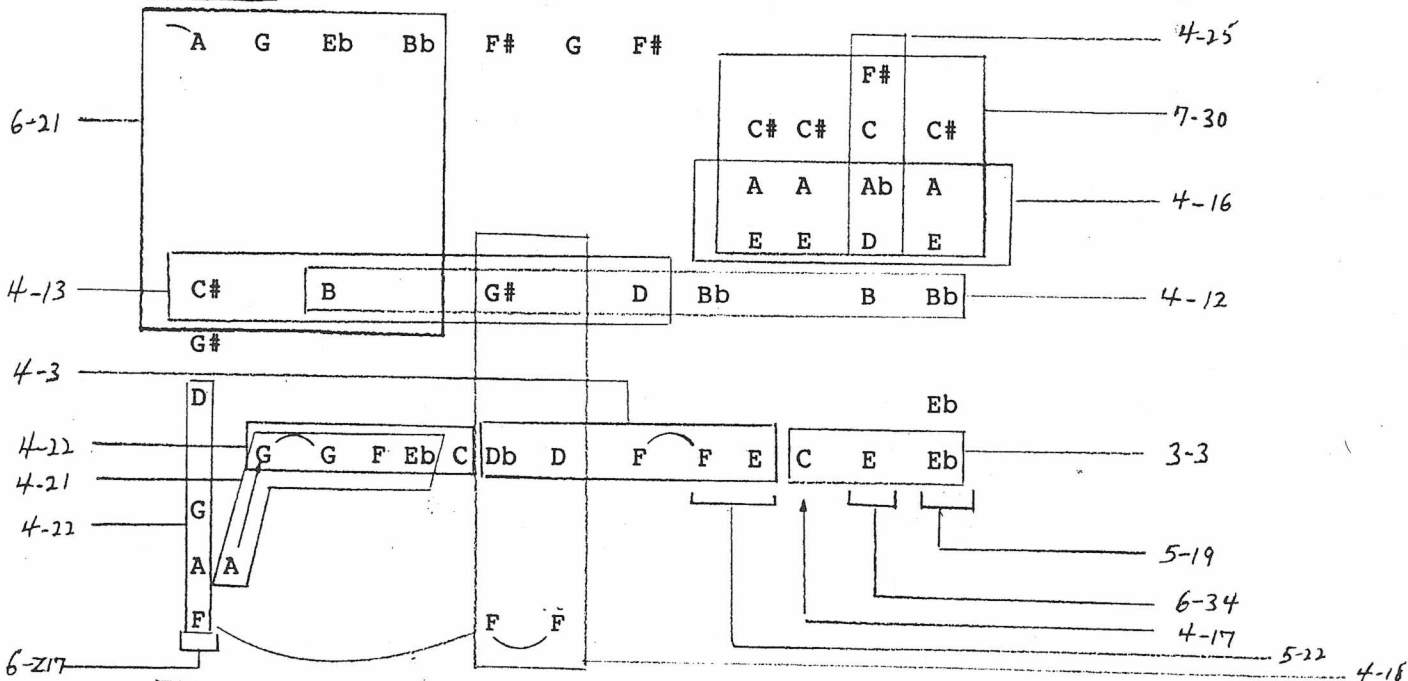 4-25
A G Eb Bb F# G F#
F#
6-21
7-30
C# C# C C#
A A Ab A
4-16
E E D E
4-13
C# B G# D Bb B Bb
4-12
G#
4-3
D
Eb
4-22
G G F Eb C Db D F F E C E Eb
3-3
4-21
G
4-22
5-19
A A
6-34
F F F
4-17
6-Z17
5-22
4-18